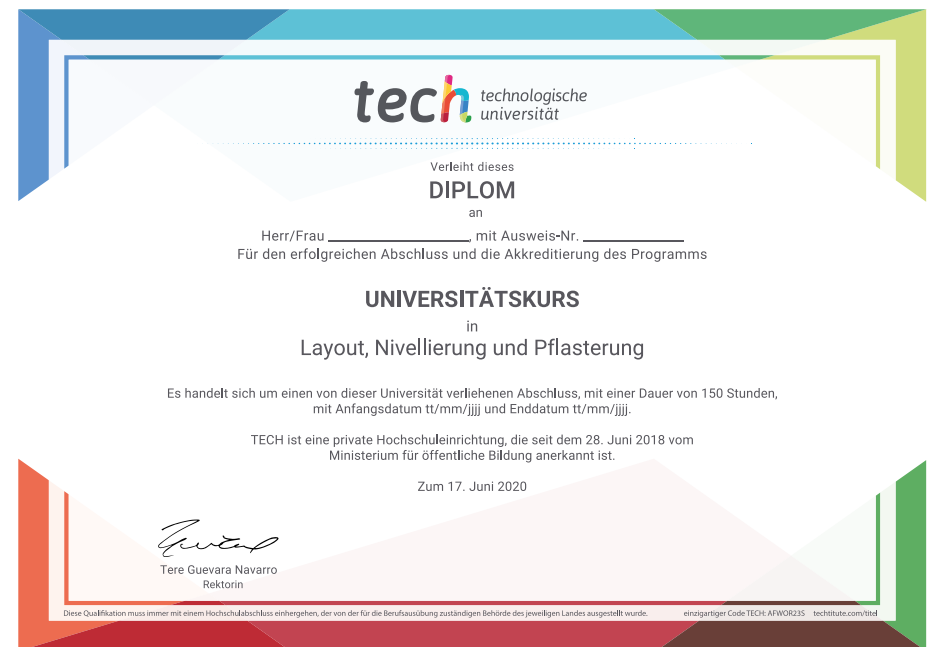 tech technologische
universität
Verleiht dieses
DIPLOM
an
Herr/Frau ____________________, mit Ausweis-Nr. ______________
Für den erfolgreichen Abschluss und die Akkreditierung des Programms
UNIVERSITÄTSKURS
in
Layout, Nivellierung und Pflasterung
Es handelt sich um einen von dieser Universität verliehenen Abschluss, mit einer Dauer von 150 Stunden,
mit Anfangsdatum tt/mm/jjjj und Enddatum tt/mm/jjjj.
TECH ist eine private Hochschuleinrichtung, die seit dem 28. Juni 2018 vom
Ministerium für öffentliche Bildung anerkannt ist.
Zum 17. Juni 2020
Tere Guevara Navarro
Rektorin
Diese Qualifikation muss immer mit einem Hochschulabschluss einhergehen, der von der für die Berufsausübung zuständigen Behörde des jeweiligen Landes ausgestellt wurde. einzigartiger Code TECH: AFWOR23S techtitute.com/titel